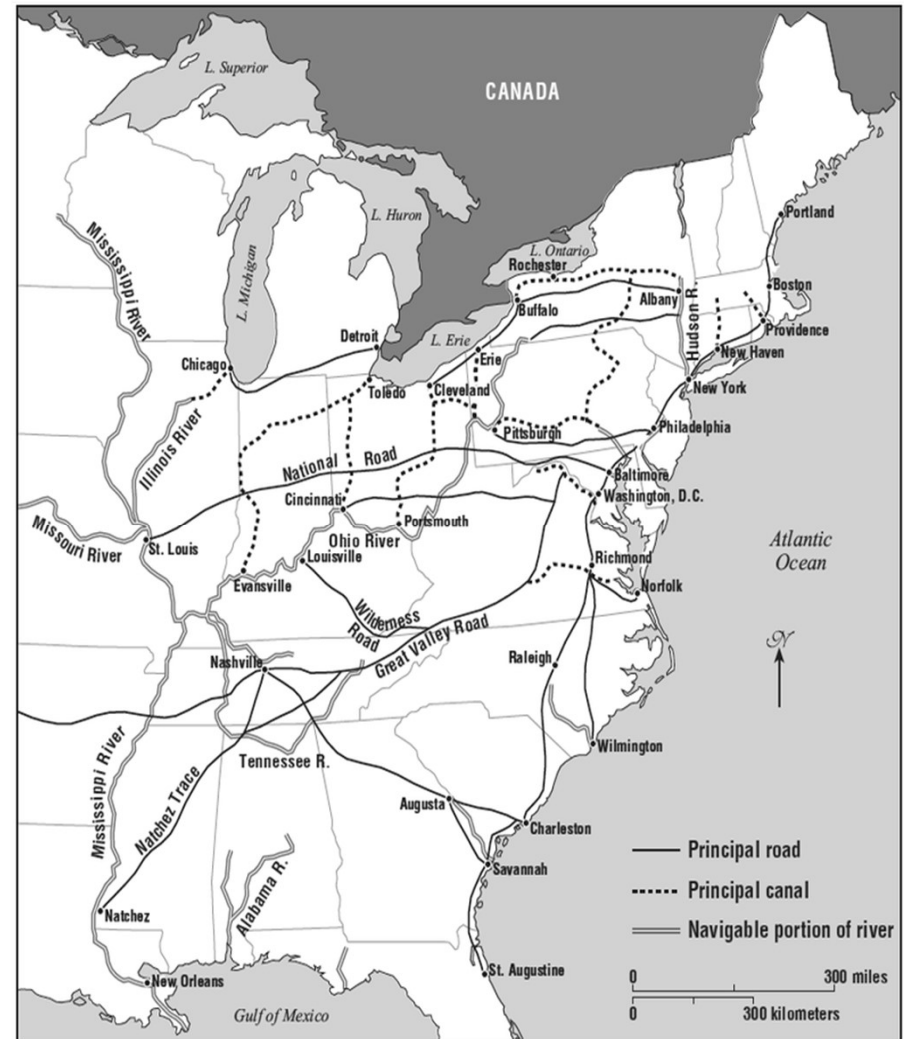 L. Superior
CANADA
L. Huron
L. Michigan
L. Ontario
Rochester
Portland
Mississippi River
Buffalo
Albany
Hudson R.
Boston
Providence
Detroit
L. Erie
Erie
New Haven
Chicago
Toledo
Cleveland
New York
Illinois River
Pittsburgh
Philadelphia
National Road
Baltimore
Cincinnati
Washington, D.C.
Portsmouth
Missouri River
St. Louis
Ohio River
Louisville
Atlantic
Ocean
Richmond
Evansville
Norfolk
Wilderness
Road
Great Valley Road
N
Nashville
Raleigh
Mississippi River
Tennessee R.
Wilmington
Natchez Trace
Augusta
Charleston
Savannah
Alabama R.
Natchez
New Orleans
St. Augustine
Gulf of Mexico
Principal road
Principal canal
Navigable portion of river
0 300 miles
0 300 kilometers